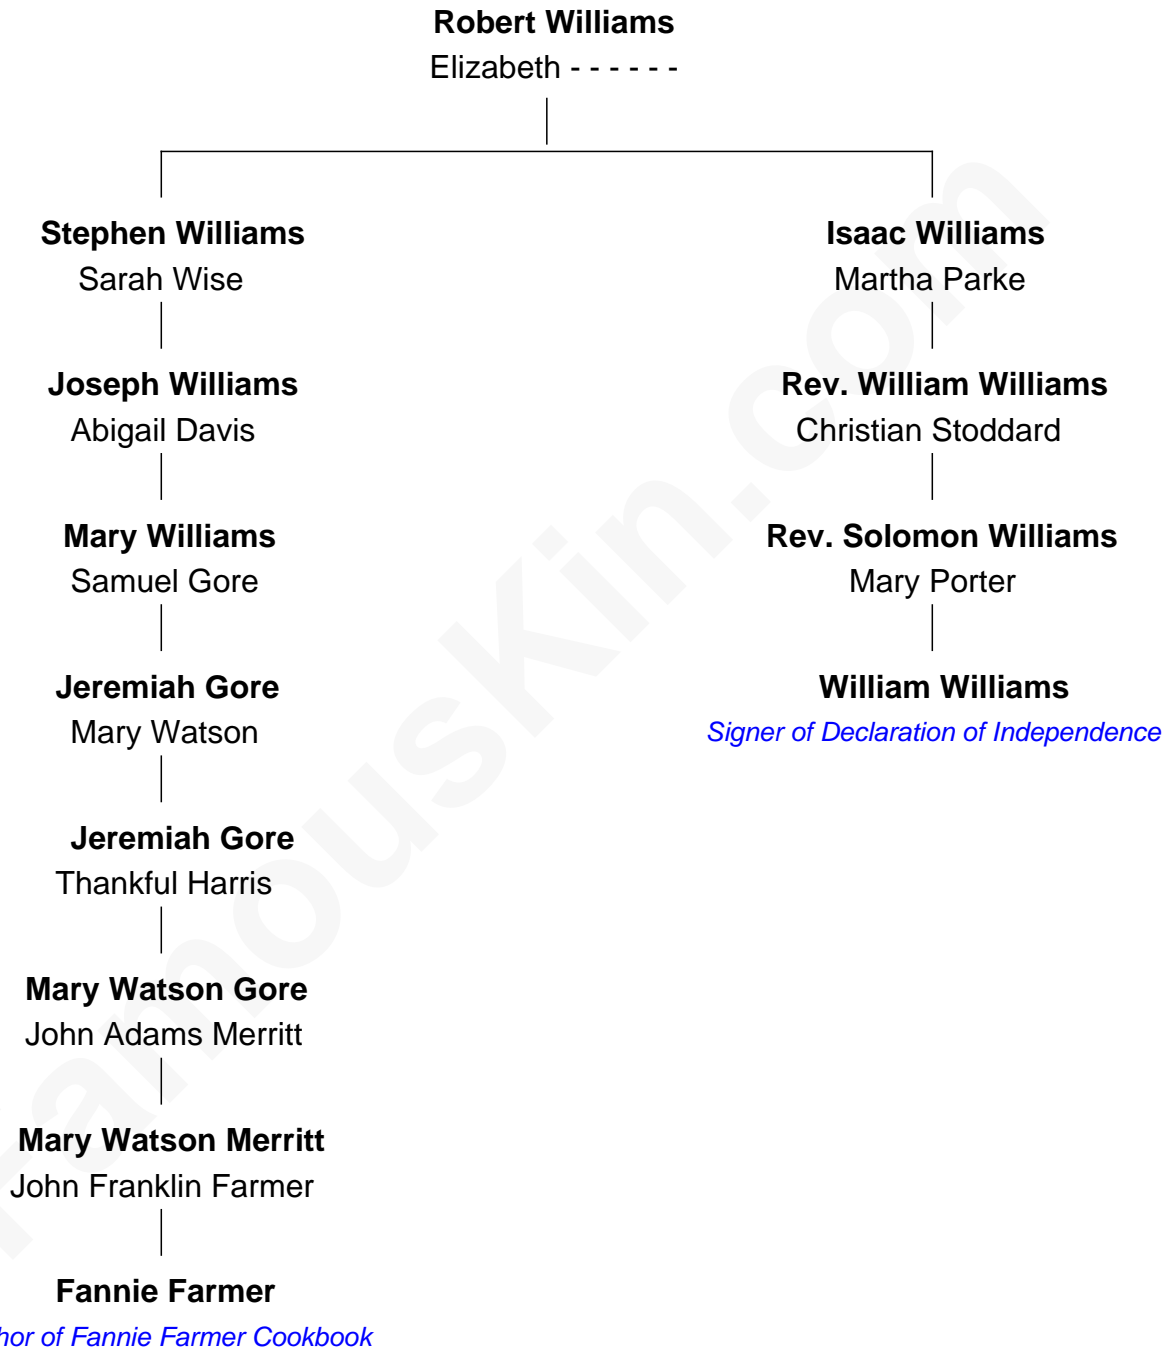 Robert Williams
Elizabeth - - - - - -
Stephen Williams
Sarah Wise
Isaac Williams
Martha Parke
Joseph Williams
Abigail Davis
Rev. William Williams
Christian Stoddard
Mary Williams
Samuel Gore
Rev. Solomon Williams
Mary Porter
Jeremiah Gore
Mary Watson
William Williams
Signer of Declaration of Independence
Jeremiah Gore
Thankful Harris
Mary Watson Gore
John Adams Merritt
Mary Watson Merritt
John Franklin Farmer
Fannie Farmer
hor of Fannie Farmer Cookbook
FamousKin.com